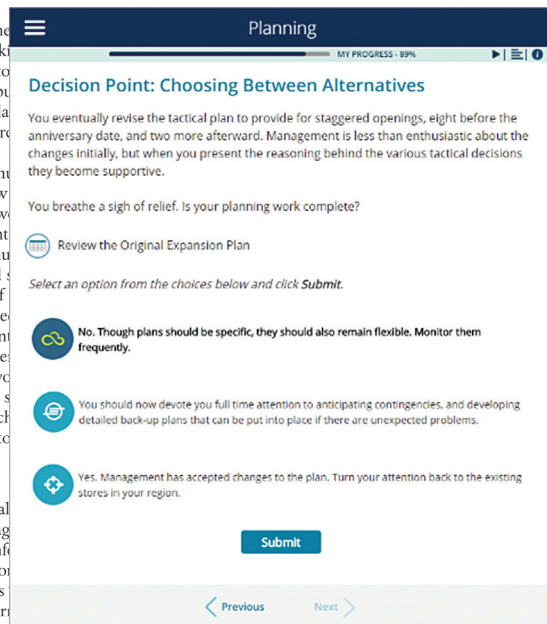 Planning
MY PROGRESS - 89%
Decision Point: Choosing Between Alternatives
You eventually revise the tactical plan to provide for staggered openings, eight before the
anniversary date, and two more afterward. Management is less than enthusiastic about the
changes initially, but when you present the reasoning behind the various tactical decisions
they become supportive.
You breathe a sigh of relief. Is your planning work complete?
Review the Original Expansion Plan
Select an option from the choices below and click Submit.
No. Though plans should be specific, they should also remain flexible. Monitor them
frequently.
You should now devote you full time attention to anticipating contingencies, and developing
detailed back-up plans that can be put into place if there are unexpected problems.
Yes. Management has accepted changes to the plan. Turn your attention back to the existing
stores in your region.
Submit
Previous Next